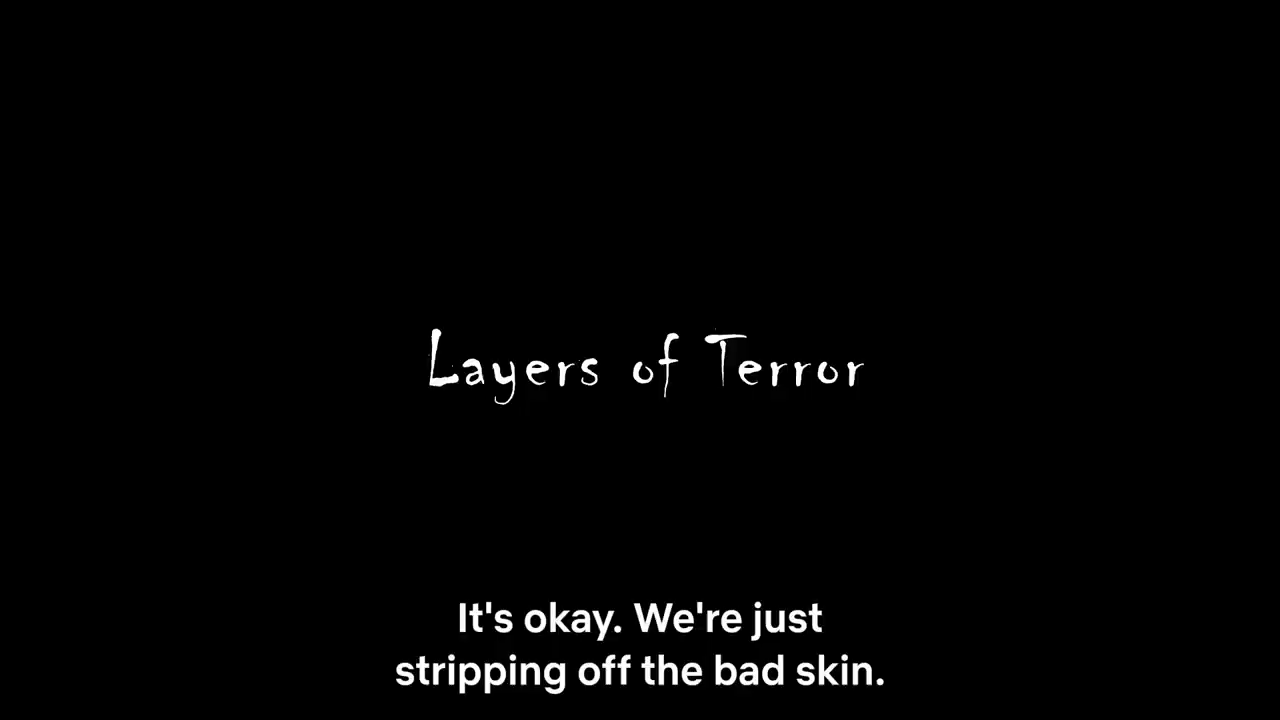 Layers of Terror
It's okay. We're just
stripping off the bad skin.